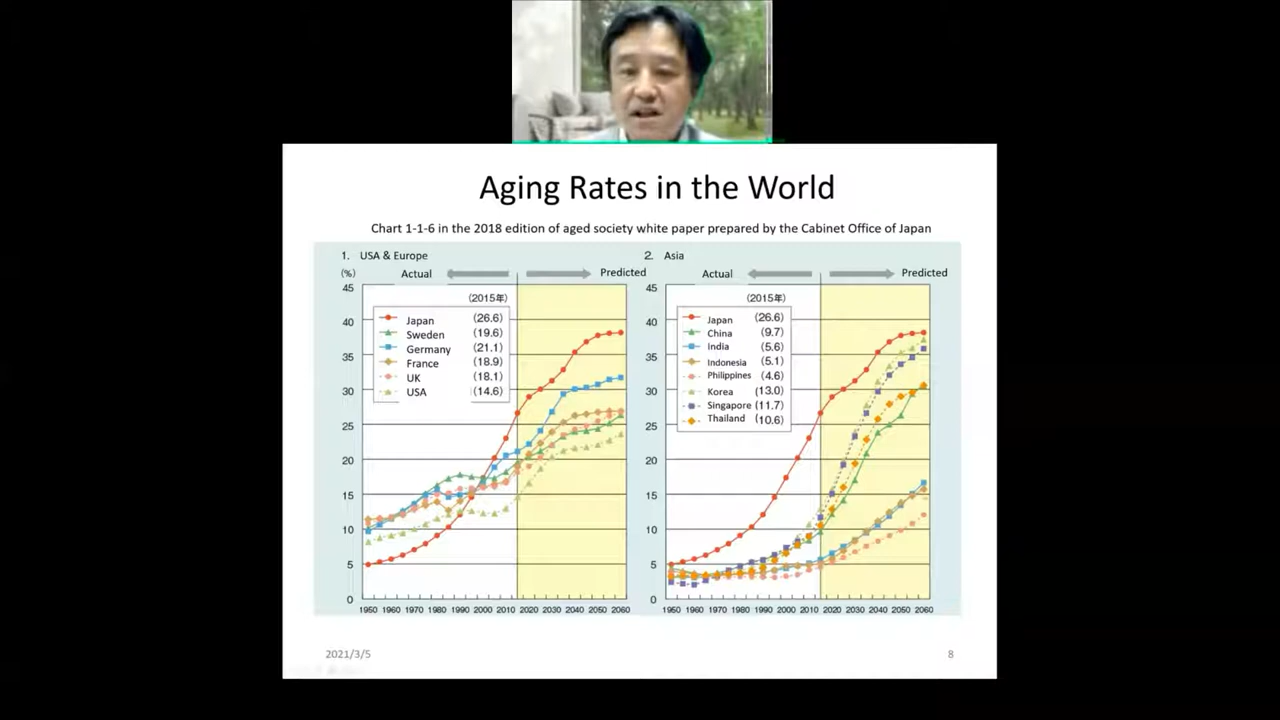 Aging Rates in the World
Chart 1-1-6 in the 2018 edition of aged society white paper prepared by the Cabinet Office of Japan
1. USA & Europe
(%)
Actual
Predicted
45
40
35
30
25
20
15
10
5
0
(2015年)
Japan (26.6)
Sweden (19.6)
Germany (21.1)
France (18.9)
UK (18.1)
USA (14.6)
1950 1960 1970 1980 1990 2000 2010 2020 2030 2040 2050 2060
2. Asia
Actual
Predicted
45
40
35
30
25
20
15
10
5
0
(2015年)
Japan (26.6)
China (9.7)
India (5.6)
Indonesia (5.1)
Philippines (4.6)
Korea (13.0)
Singapore (11.7)
Thailand (10.6)
1950 1960 1970 1980 1990 2000 2010 2020 2030 2040 2050 2060
2021/3/5
8